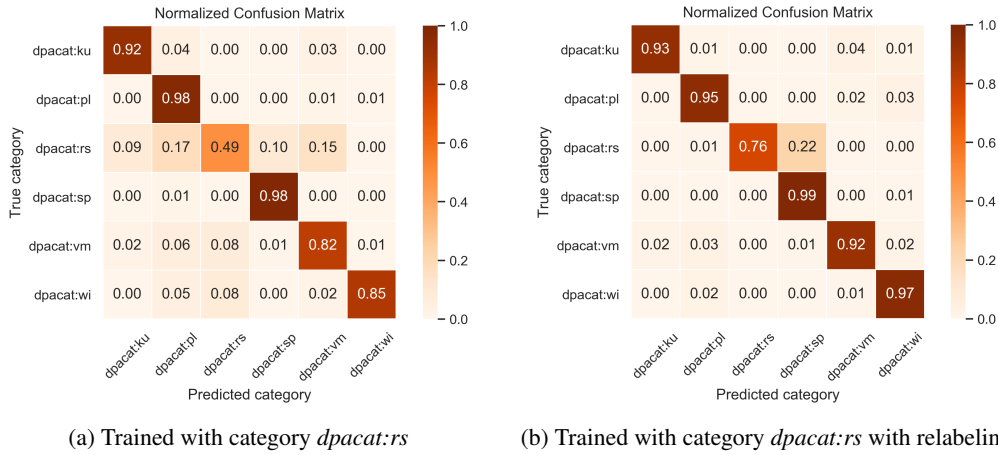 Normalized Confusion Matrix
True category
dpacat:ku 0.92 0.04 0.00 0.00 0.03 0.00
dpacat:pl 0.00 0.98 0.00 0.00 0.01 0.01
dpacat:rs 0.09 0.17 0.49 0.10 0.15 0.00
dpacat:sp 0.00 0.01 0.00 0.98 0.00 0.00
dpacat:vm 0.02 0.06 0.08 0.01 0.82 0.01
dpacat:wi 0.00 0.05 0.08 0.00 0.02 0.85
dpacat:ku dpacat:pl dpacat:rs dpacat:sp dpacat:vm dpacat:wi
Predicted category
1.0
0.8
0.6
0.4
0.2
0.0
(a) Trained with category dpacat:rs
Normalized Confusion Matrix
True category
dpacat:ku 0.93 0.01 0.00 0.00 0.04 0.01
dpacat:pl 0.00 0.95 0.00 0.00 0.02 0.03
dpacat:rs 0.00 0.01 0.76 0.22 0.00 0.00
dpacat:sp 0.00 0.00 0.00 0.99 0.00 0.01
dpacat:vm 0.02 0.03 0.00 0.01 0.92 0.02
dpacat:wi 0.00 0.02 0.00 0.00 0.01 0.97
dpacat:ku dpacat:pl dpacat:rs dpacat:sp dpacat:vm dpacat:wi
Predicted category
1.0
0.8
0.6
0.4
0.2
0.0
(b) Trained with category dpacat:rs with relabelin